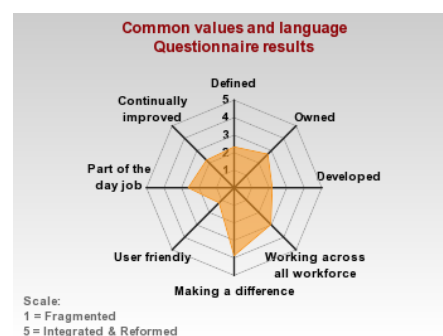 Common values and language
Questionnaire results
Defined
5
4
3
2
1
Continually
improved
Owned
Part of the
day job
Developed
User friendly
Working across
all workforce
Making a difference
Scale:
1 = Fragmented
5 = Integrated & Reformed